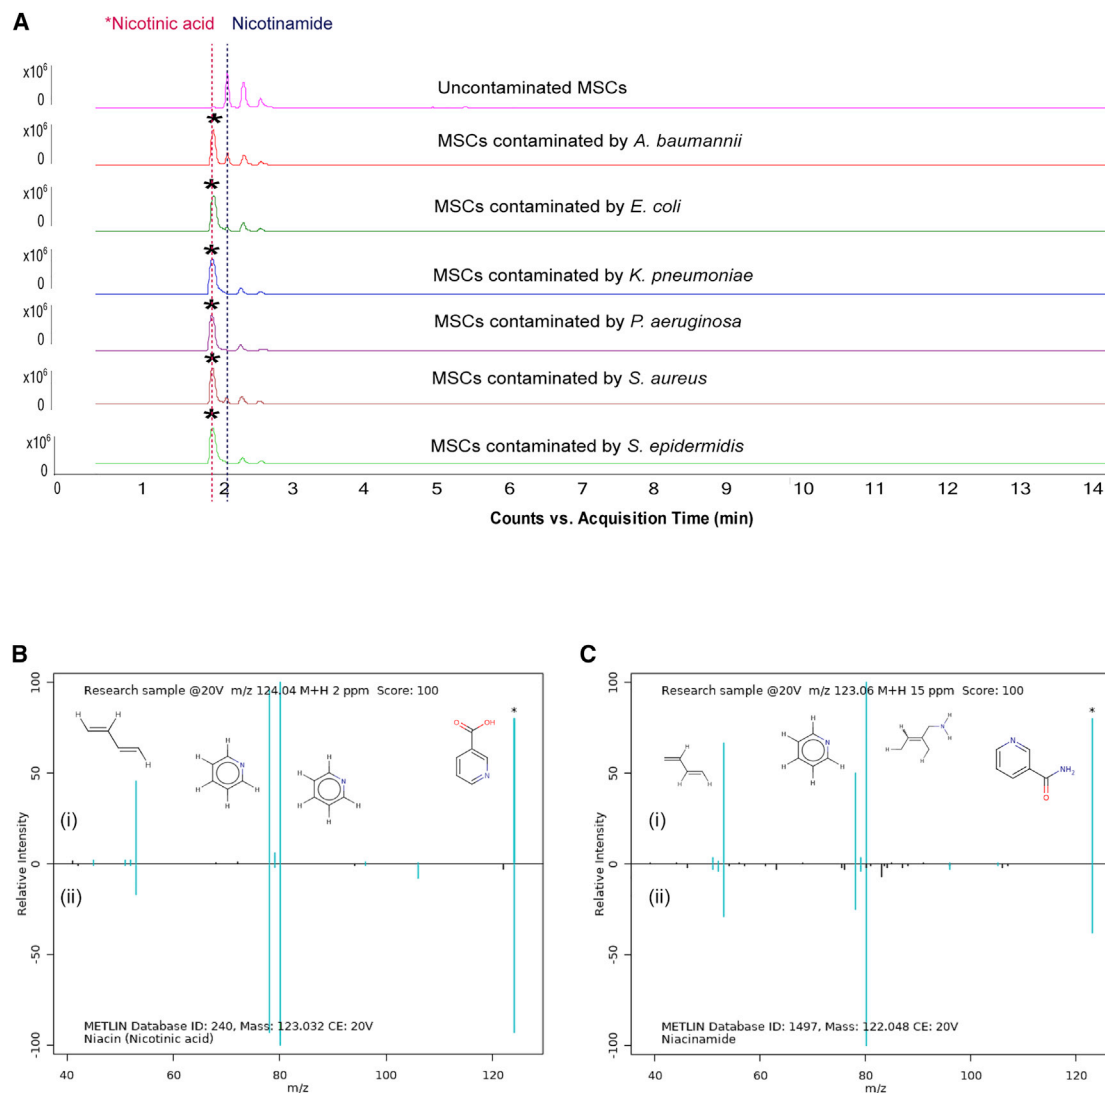 A
*Nicotinic acid Nicotinamide
x10⁶
0
Uncontaminated MSCs
*
x10⁶
0
MSCs contaminated by A. baumannii
*
x10⁶
0
MSCs contaminated by E. coli
*
x10⁶
0
MSCs contaminated by K. pneumoniae
*
x10⁶
0
MSCs contaminated by P. aeruginosa
*
x10⁶
0
MSCs contaminated by S. aureus
*
x10⁶
0
MSCs contaminated by S. epidermidis
0 1 2 3 4 5 6 7 8 9 10 11 12 13 14
Counts vs. Acquisition Time (min)
B
Research sample @20V m/z 124.04 M+H 2 ppm Score: 100
*
H H
H
H
H
H H
N
H H
H
H
H H
N
H H
H
O OH
N
(i)
(ii)
100
50
0
-50
-100
Relative Intensity
METLIN Database ID: 240, Mass: 123.032 CE: 20V
Niacin (Nicotinic acid)
40 60 80 100 120
m/z
C
Research sample @20V m/z 123.06 M+H 15 ppm Score: 100
*
H
H H
H
H H
N
H H
H
H
H
N
H
H
H
N
NH₂
O
(i)
(ii)
100
50
0
-50
-100
Relative Intensity
METLIN Database ID: 1497, Mass: 122.048 CE: 20V
Niacinamide
40 60 80 100 120
m/z